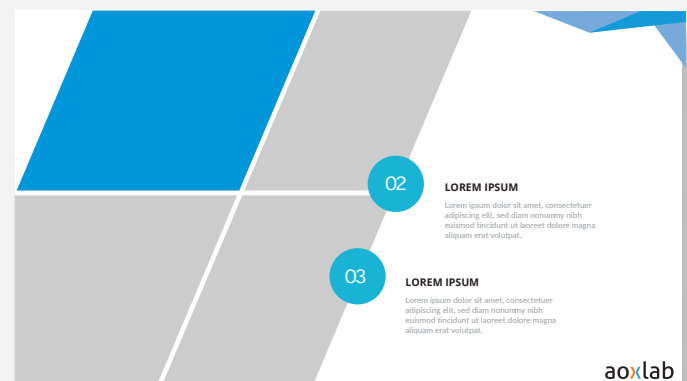 02
LOREM IPSUM
Lorem ipsum dolor sit amet, consectetuer
adipiscing elit, sed diam nonummy nibh
euismod tincidunt ut laoreet dolore magna
aliquam erat volutpat.
03
LOREM IPSUM
Lorem ipsum dolor sit amet, consectetuer
adipiscing elit, sed diam nonummy nibh
euismod tincidunt ut laoreet dolore magna
aliquam erat volutpat.
aoxlab